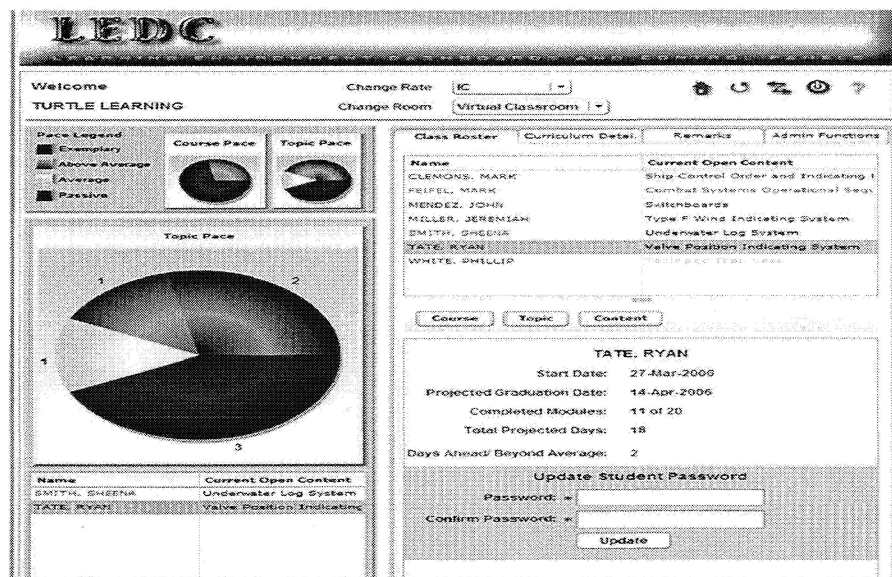 LEDC
Welcome
TURTLE LEARNING
Change Rate IC
Change Room Virtual Classroom
Pace Legend
Exemplary
Above Average
Average
Passive
Course Pace
Topic Pace
Topic Pace
1
2
1
3
Name Current Open Content
SMITH, SHEENA Underwater Log System
TATE, RYAN Valve Position Indicating
Class Roster Curriculum Detai. Remarks Admin Functions
Name Current Open Content
CLEMONS, MARK Ship Control Order and Indicating
FEIFEL, MARK Combat Systems Operational Sequ
MENDEZ, JOHN Switchboards
MILLER, JEREMIAH Type F Wind Indicating System
SMITH, SHEENA Underwater Log System
TATE, RYAN Valve Position Indicating System
WHITE, PHILLIP
Course Topic Content
TATE, RYAN
Start Date: 27-Mar-2006
Projected Graduation Date: 14-Apr-2006
Completed Modules: 11 of 20
Total Projected Days: 18
Days Ahead/ Beyond Average: 2
Update Student Password
Password: *
Confirm Password: *
Update